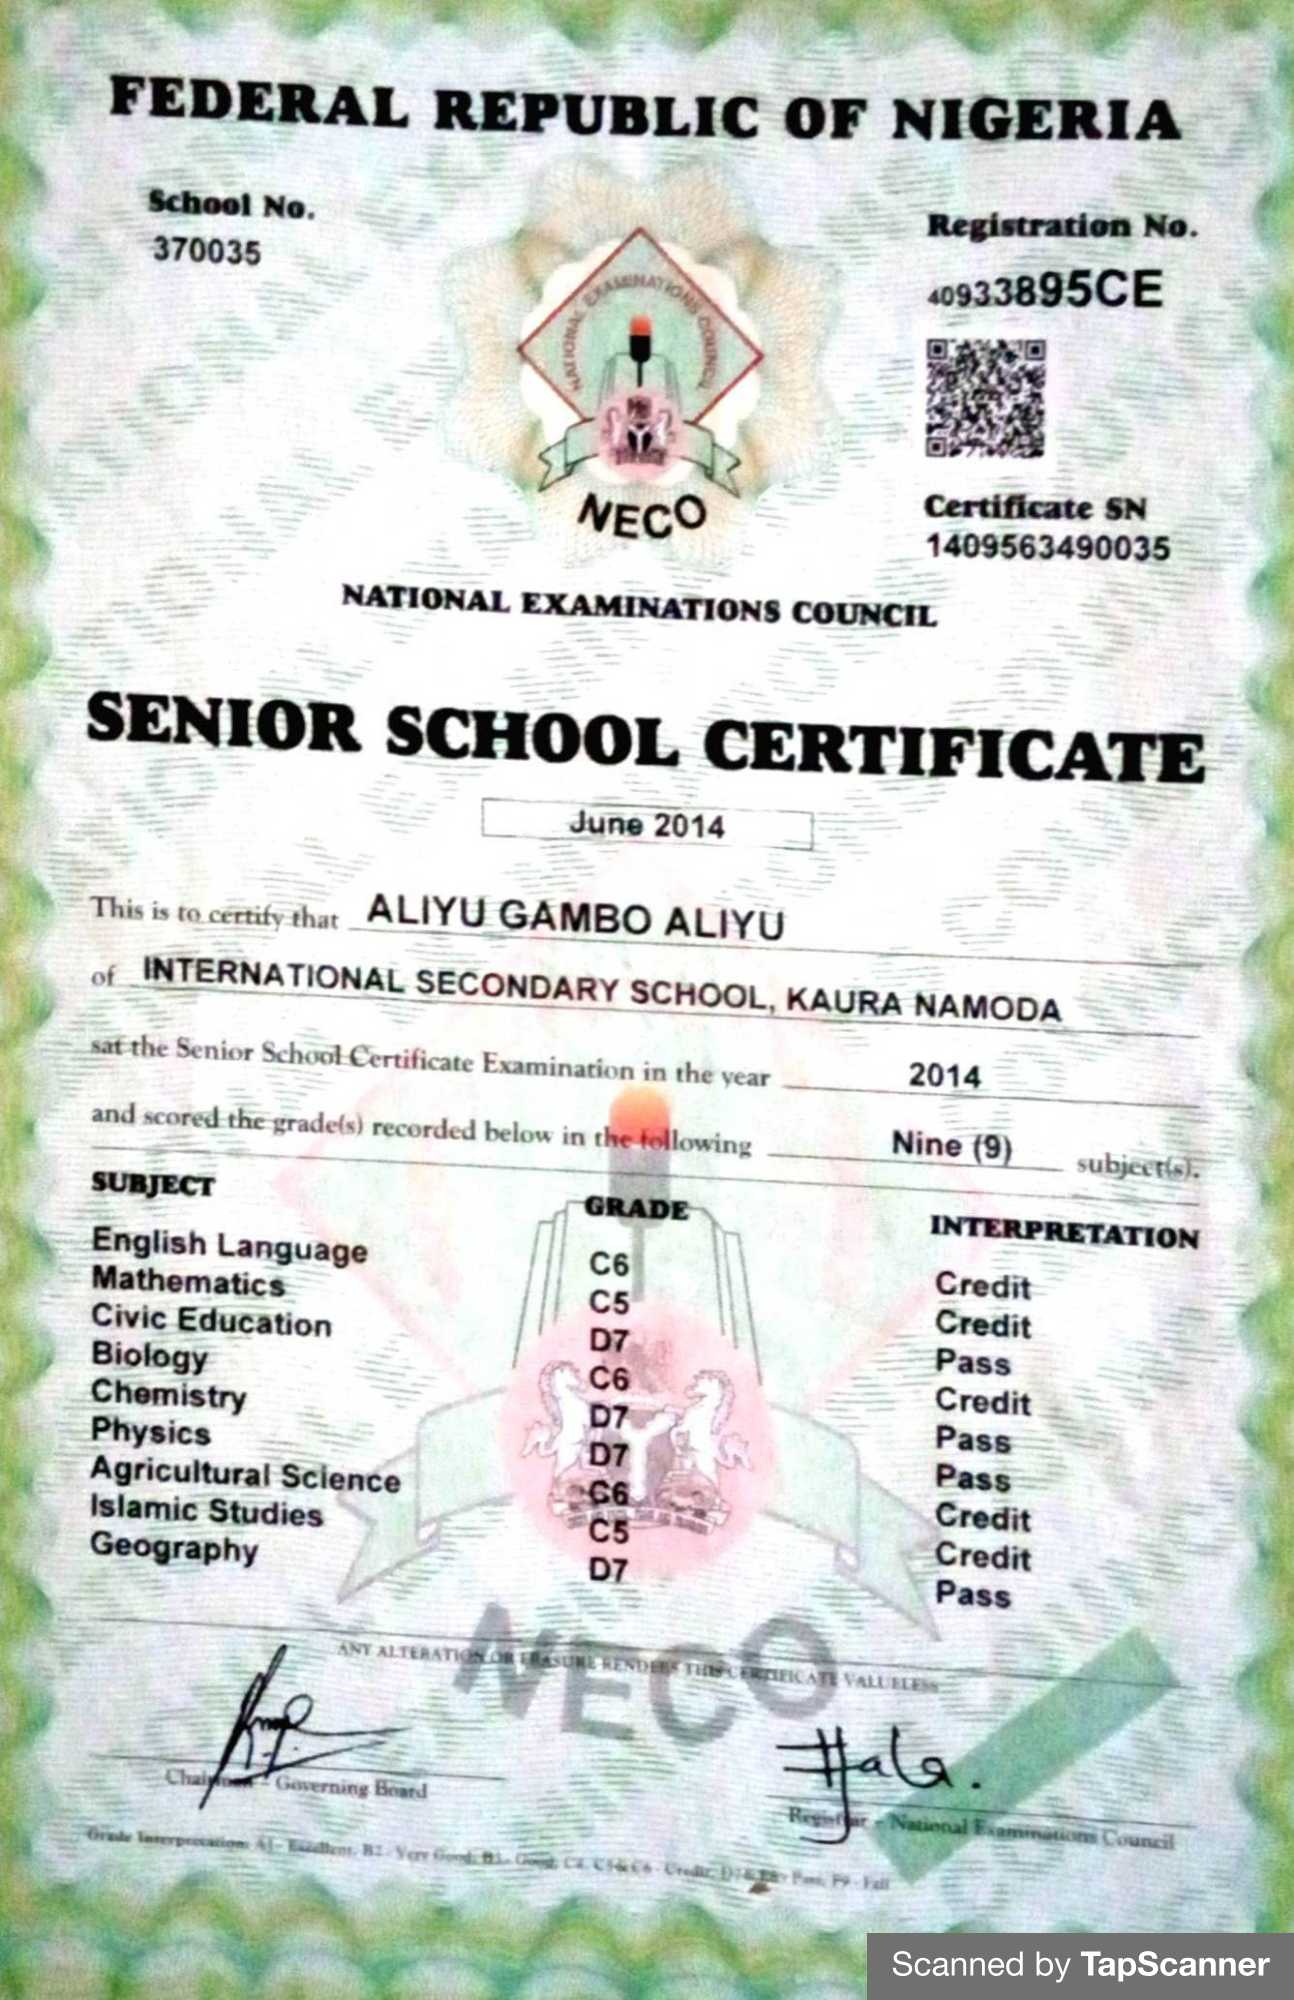 FEDERAL REPUBLIC OF NIGERIA
School No.
370035
Registration No.
40933895CE
NATIONAL EXAMINATIONS COUNCIL
NECO
Certificate SN
1409563490035
NATIONAL EXAMINATIONS COUNCIL
SENIOR SCHOOL CERTIFICATE
June 2014
This is to certify that ALIYU GAMBO ALIYU
of INTERNATIONAL SECONDARY SCHOOL, KAURA NAMODA
sat the Senior School Certificate Examination in the year 2014
and scored the grade(s) recorded below in the following Nine (9) subject(s).
SUBJECT GRADE INTERPRETATION
English Language C6 Credit
Mathematics C5 Credit
Civic Education D7 Pass
Biology C6 Credit
Chemistry D7 Pass
Physics D7 Pass
Agricultural Science C6 Credit
Islamic Studies C5 Credit
Geography D7 Pass
NECO
ANY ALTERATION OR ERASURE RENDERS THIS CERTIFICATE VALUELESS
Chairman - Governing Board
Registrar - National Examinations Council
Grade Interpretation: A1 - Excellent, B2 - Very Good, B3 - Good, C4, C5 & C6 - Credit, D7 & E8 - Pass, F9 - Fail
Scanned by TapScanner